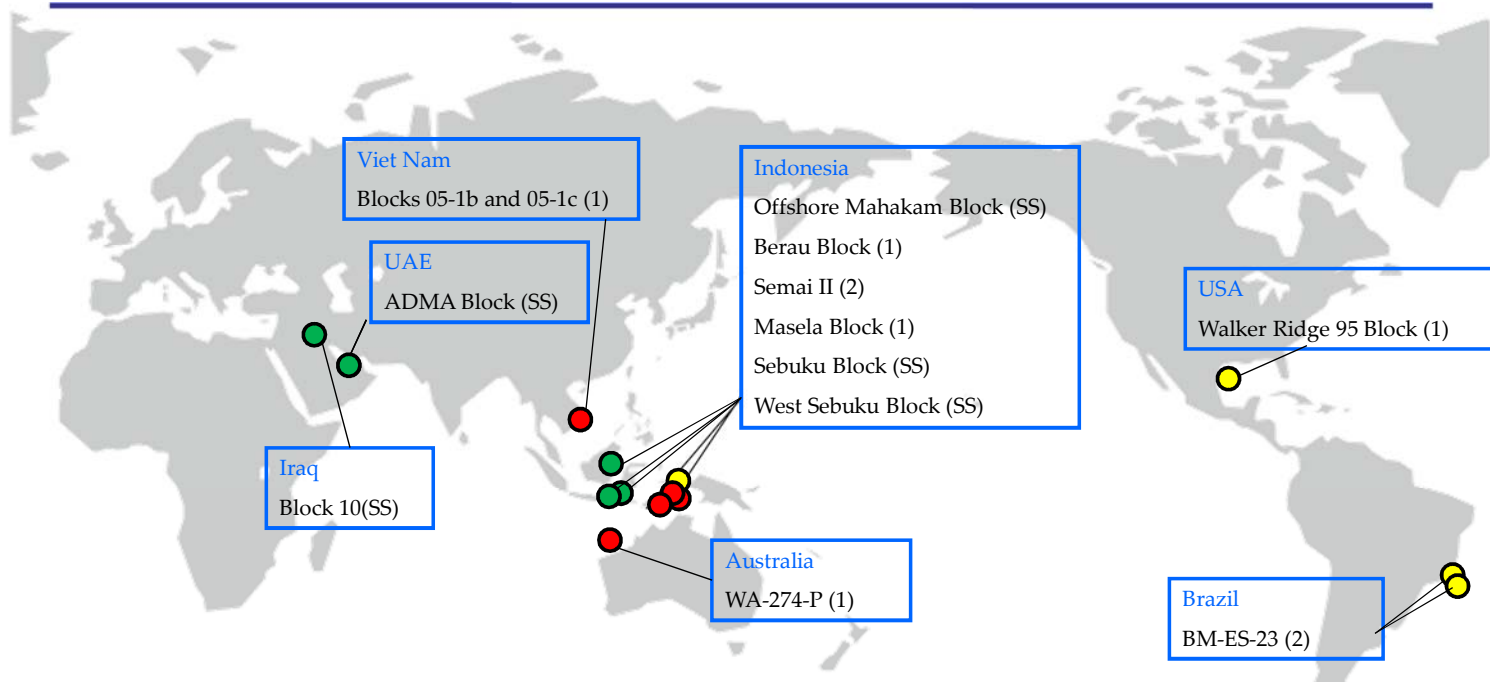 Viet Nam
Blocks 05-1b and 05-1c (1)
UAE
ADMA Block (SS)
Iraq
Block 10(SS)
Indonesia
Offshore Mahakam Block (SS)
Berau Block (1)
Semai II (2)
Masela Block (1)
Sebuku Block (SS)
West Sebuku Block (SS)
Australia
WA-274-P (1)
USA
Walker Ridge 95 Block (1)
Brazil
BM-ES-23 (2)